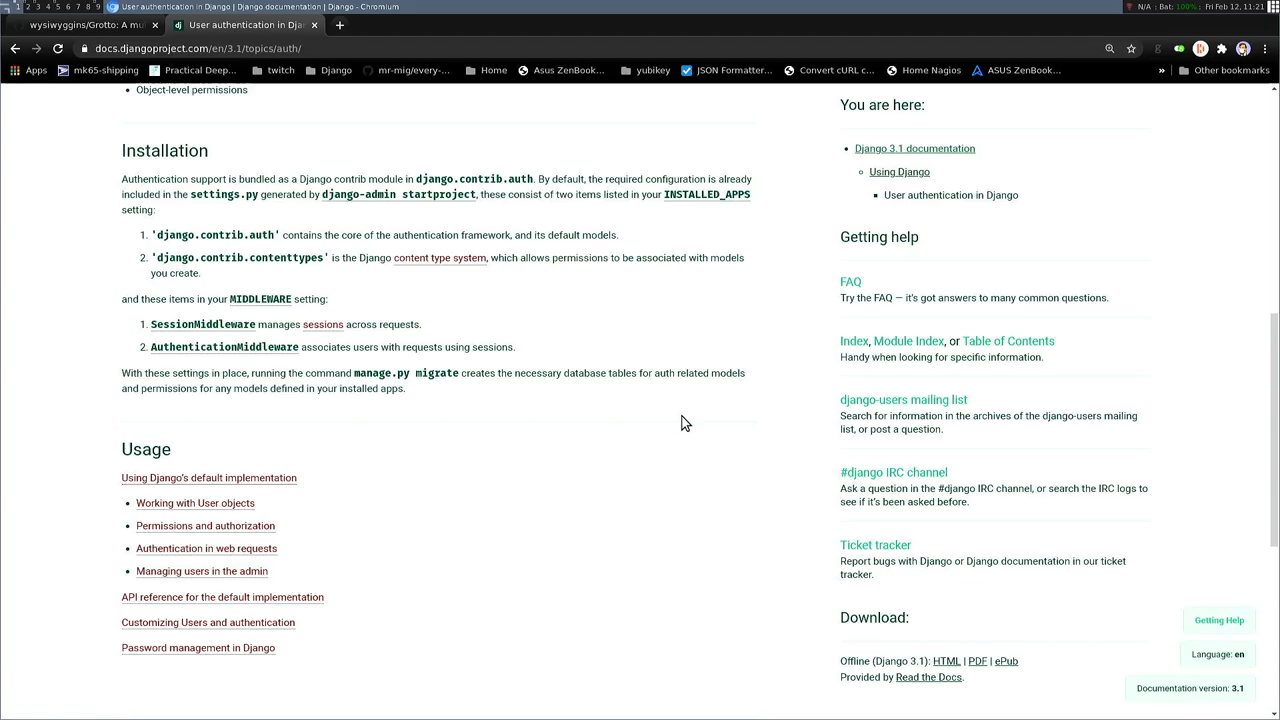 1 2 3 4 5 6 7 8 9
User authentication in Django | Django documentation | Django - Chromium
N/A : Bat: 100% : Fri Feb 12, 11:21
wysiwyggins/Grotto: A mu
User authentication in Dja
docs.djangoproject.com/en/3.1/topics/auth/
Apps
mk65-shipping
Practical Deep...
twitch
Django
mr-mig/every-...
Home
Asus ZenBook...
yubikey
JSON Formatter...
Convert cURL c...
Home Nagios
ASUS ZenBook...
»
Other bookmarks
• Object-level permissions
Installation
Authentication support is bundled as a Django contrib module in django.contrib.auth. By default, the required configuration is already
included in the settings.py generated by django-admin startproject, these consist of two items listed in your INSTALLED_APPS
setting:
1. 'django.contrib.auth' contains the core of the authentication framework, and its default models.
2. 'django.contrib.contenttypes' is the Django content type system, which allows permissions to be associated with models
you create.
and these items in your MIDDLEWARE setting:
1. SessionMiddleware manages sessions across requests.
2. AuthenticationMiddleware associates users with requests using sessions.
With these settings in place, running the command manage.py migrate creates the necessary database tables for auth related models
and permissions for any models defined in your installed apps.
Usage
Using Django's default implementation
• Working with User objects
• Permissions and authorization
• Authentication in web requests
• Managing users in the admin
API reference for the default implementation
Customizing Users and authentication
Password management in Django
You are here:
• Django 3.1 documentation
Using Django
User authentication in Django
Getting help
FAQ
Try the FAQ — it's got answers to many common questions.
Index, Module Index, or Table of Contents
Handy when looking for specific information.
django-users mailing list
Search for information in the archives of the django-users mailing
list, or post a question.
#django IRC channel
Ask a question in the #django IRC channel, or search the IRC logs to
see if it's been asked before.
Ticket tracker
Report bugs with Django or Django documentation in our ticket
tracker.
Download:
Offline (Django 3.1): HTML | PDF | ePub
Provided by Read the Docs.
Getting Help
Language: en
Documentation version: 3.1